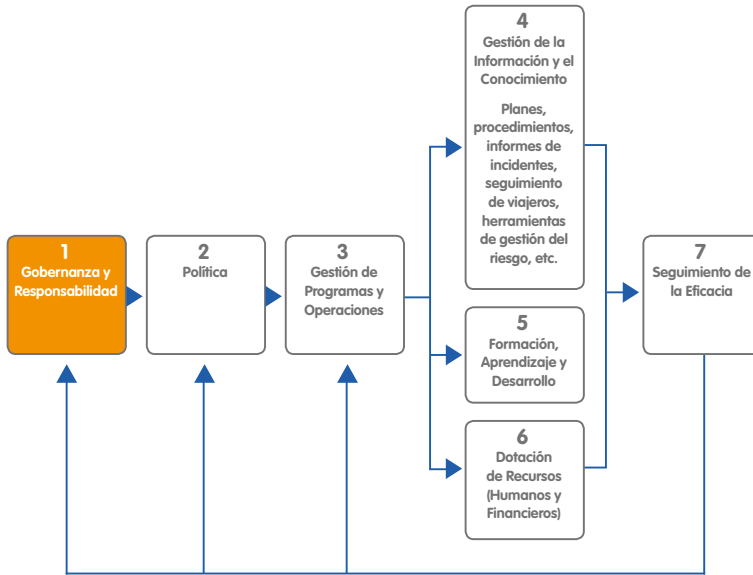 1
Gobernanza y
Responsabilidad
2
Política
3
Gestión de
Programas y
Operaciones
4
Gestión de la
Información y el
Conocimiento
Planes,
procedimientos,
informes de
incidentes,
seguimiento
de viajeros,
herramientas
de gestión del
riesgo, etc.
5
Formación,
Aprendizaje y
Desarrollo
6
Dotación
de Recursos
(Humanos y
Financieros)
7
Seguimiento de
la Eficacia